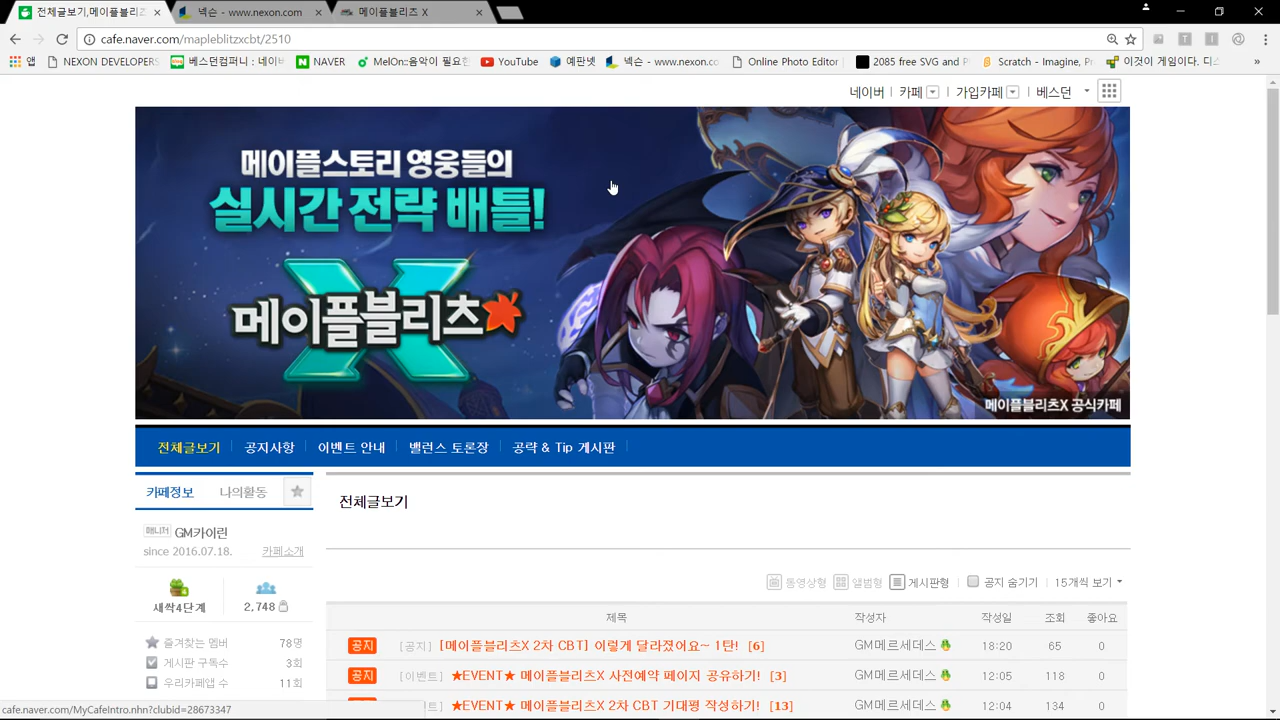 전체글보기,메이플블리츠
넥슨 - www.nexon.com
메이플블리츠 X
cafe.naver.com/mapleblitzxcbt/2510
앱
NEXON DEVELOPERS
베스던컴퍼니 : 네이버
NAVER
MelON::음악이 필요한
YouTube
예판넷
넥슨 - www.nexon.co
Online Photo Editor
2085 free SVG and P
Scratch - Imagine, Pr
이것이 게임이다. 디스
»
네이버 | 카페 | 가입카페 | 베스던
메이플스토리 영웅들의
실시간 전략 배틀!
메이플블리츠
X
메이플블리츠X 공식카페
전체글보기
공지사항
이벤트 안내
밸런스 토론장
공략 & Tip 게시판
카페정보
나의활동
매니저 GM카이린
since 2016.07.18. 카페소개
새싹4단계
2,748
즐겨찾는 멤버 78명
게시판 구독수 3회
우리카페앱 수 11회
전체글보기
동영상형 앨범형 게시판형 공지 숨기기 15개씩 보기
제목 작성자 작성일 조회 좋아요
공지 [공지] [메이플블리츠X 2차 CBT] 이렇게 달라졌어요~ 1탄! [6] GM메르세데스 18:20 65 0
공지 [이벤트] ★EVENT★ 메이플블리츠X 사전예약 페이지 공유하기! [3] GM메르세데스 12:05 116 0
트] ★EVENT★ 메이플블리츠X 2차 CBT 기대평 작성하기! [13] GM메르세데스 12:04 134 0
cafe.naver.com/MyCafeIntro.nhn?clubid=28673347